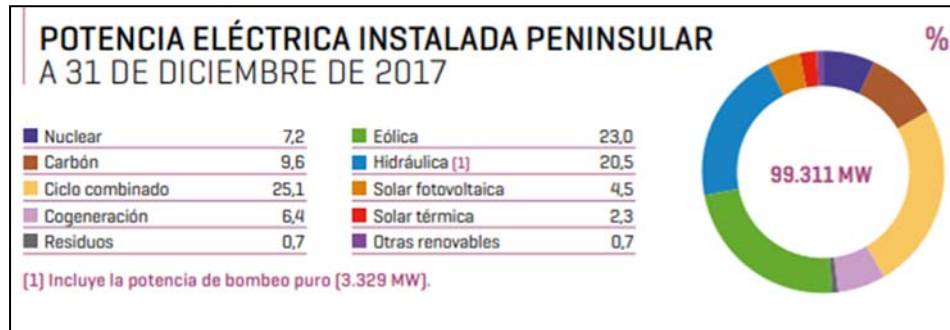 POTENCIA ELÉCTRICA INSTALADA PENINSULAR
A 31 DE DICIEMBRE DE 2017
%
Nuclear 7,2
Carbón 9,6
Ciclo combinado 25,1
Cogeneración 6,4
Residuos 0,7
Eólica 23,0
Hidráulica (1) 20,5
Solar fotovoltaica 4,5
Solar térmica 2,3
Otras renovables 0,7
99.311 MW
(1) Incluye la potencia de bombeo puro (3.329 MW).